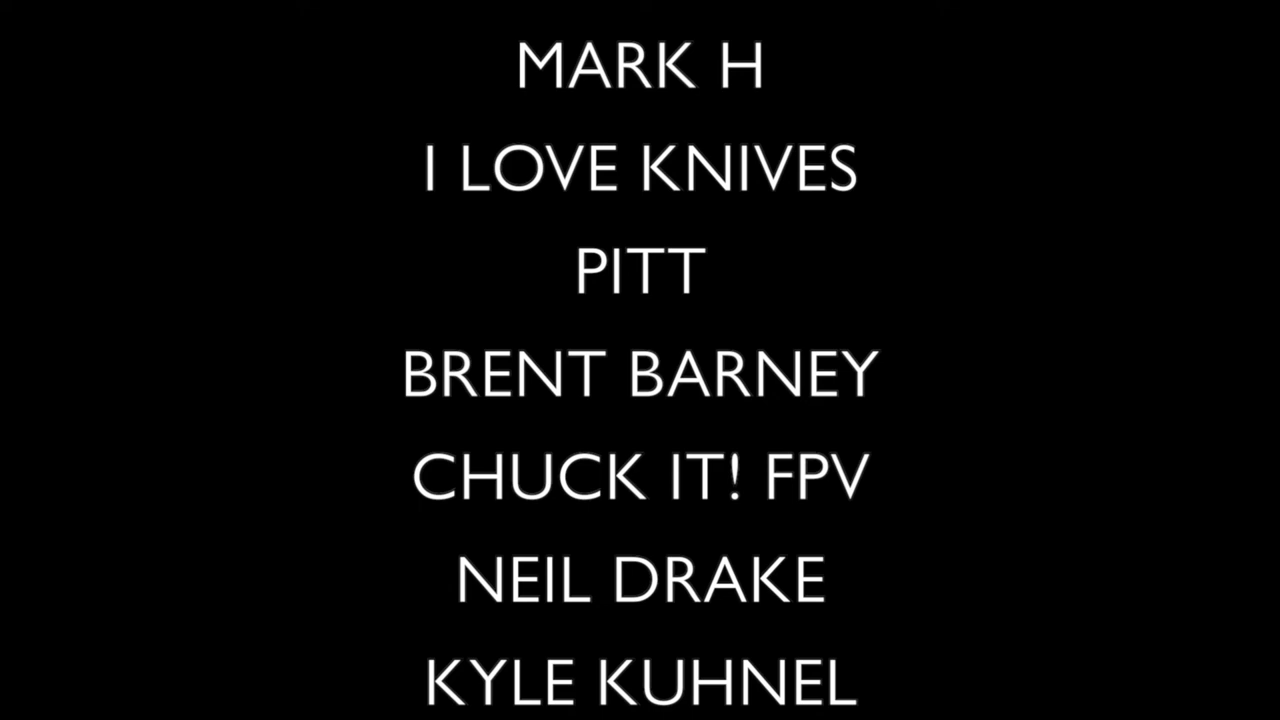 MARK H
I LOVE KNIVES
PITT
BRENT BARNEY
CHUCK IT! FPV
NEIL DRAKE
KYLE KUHNEL